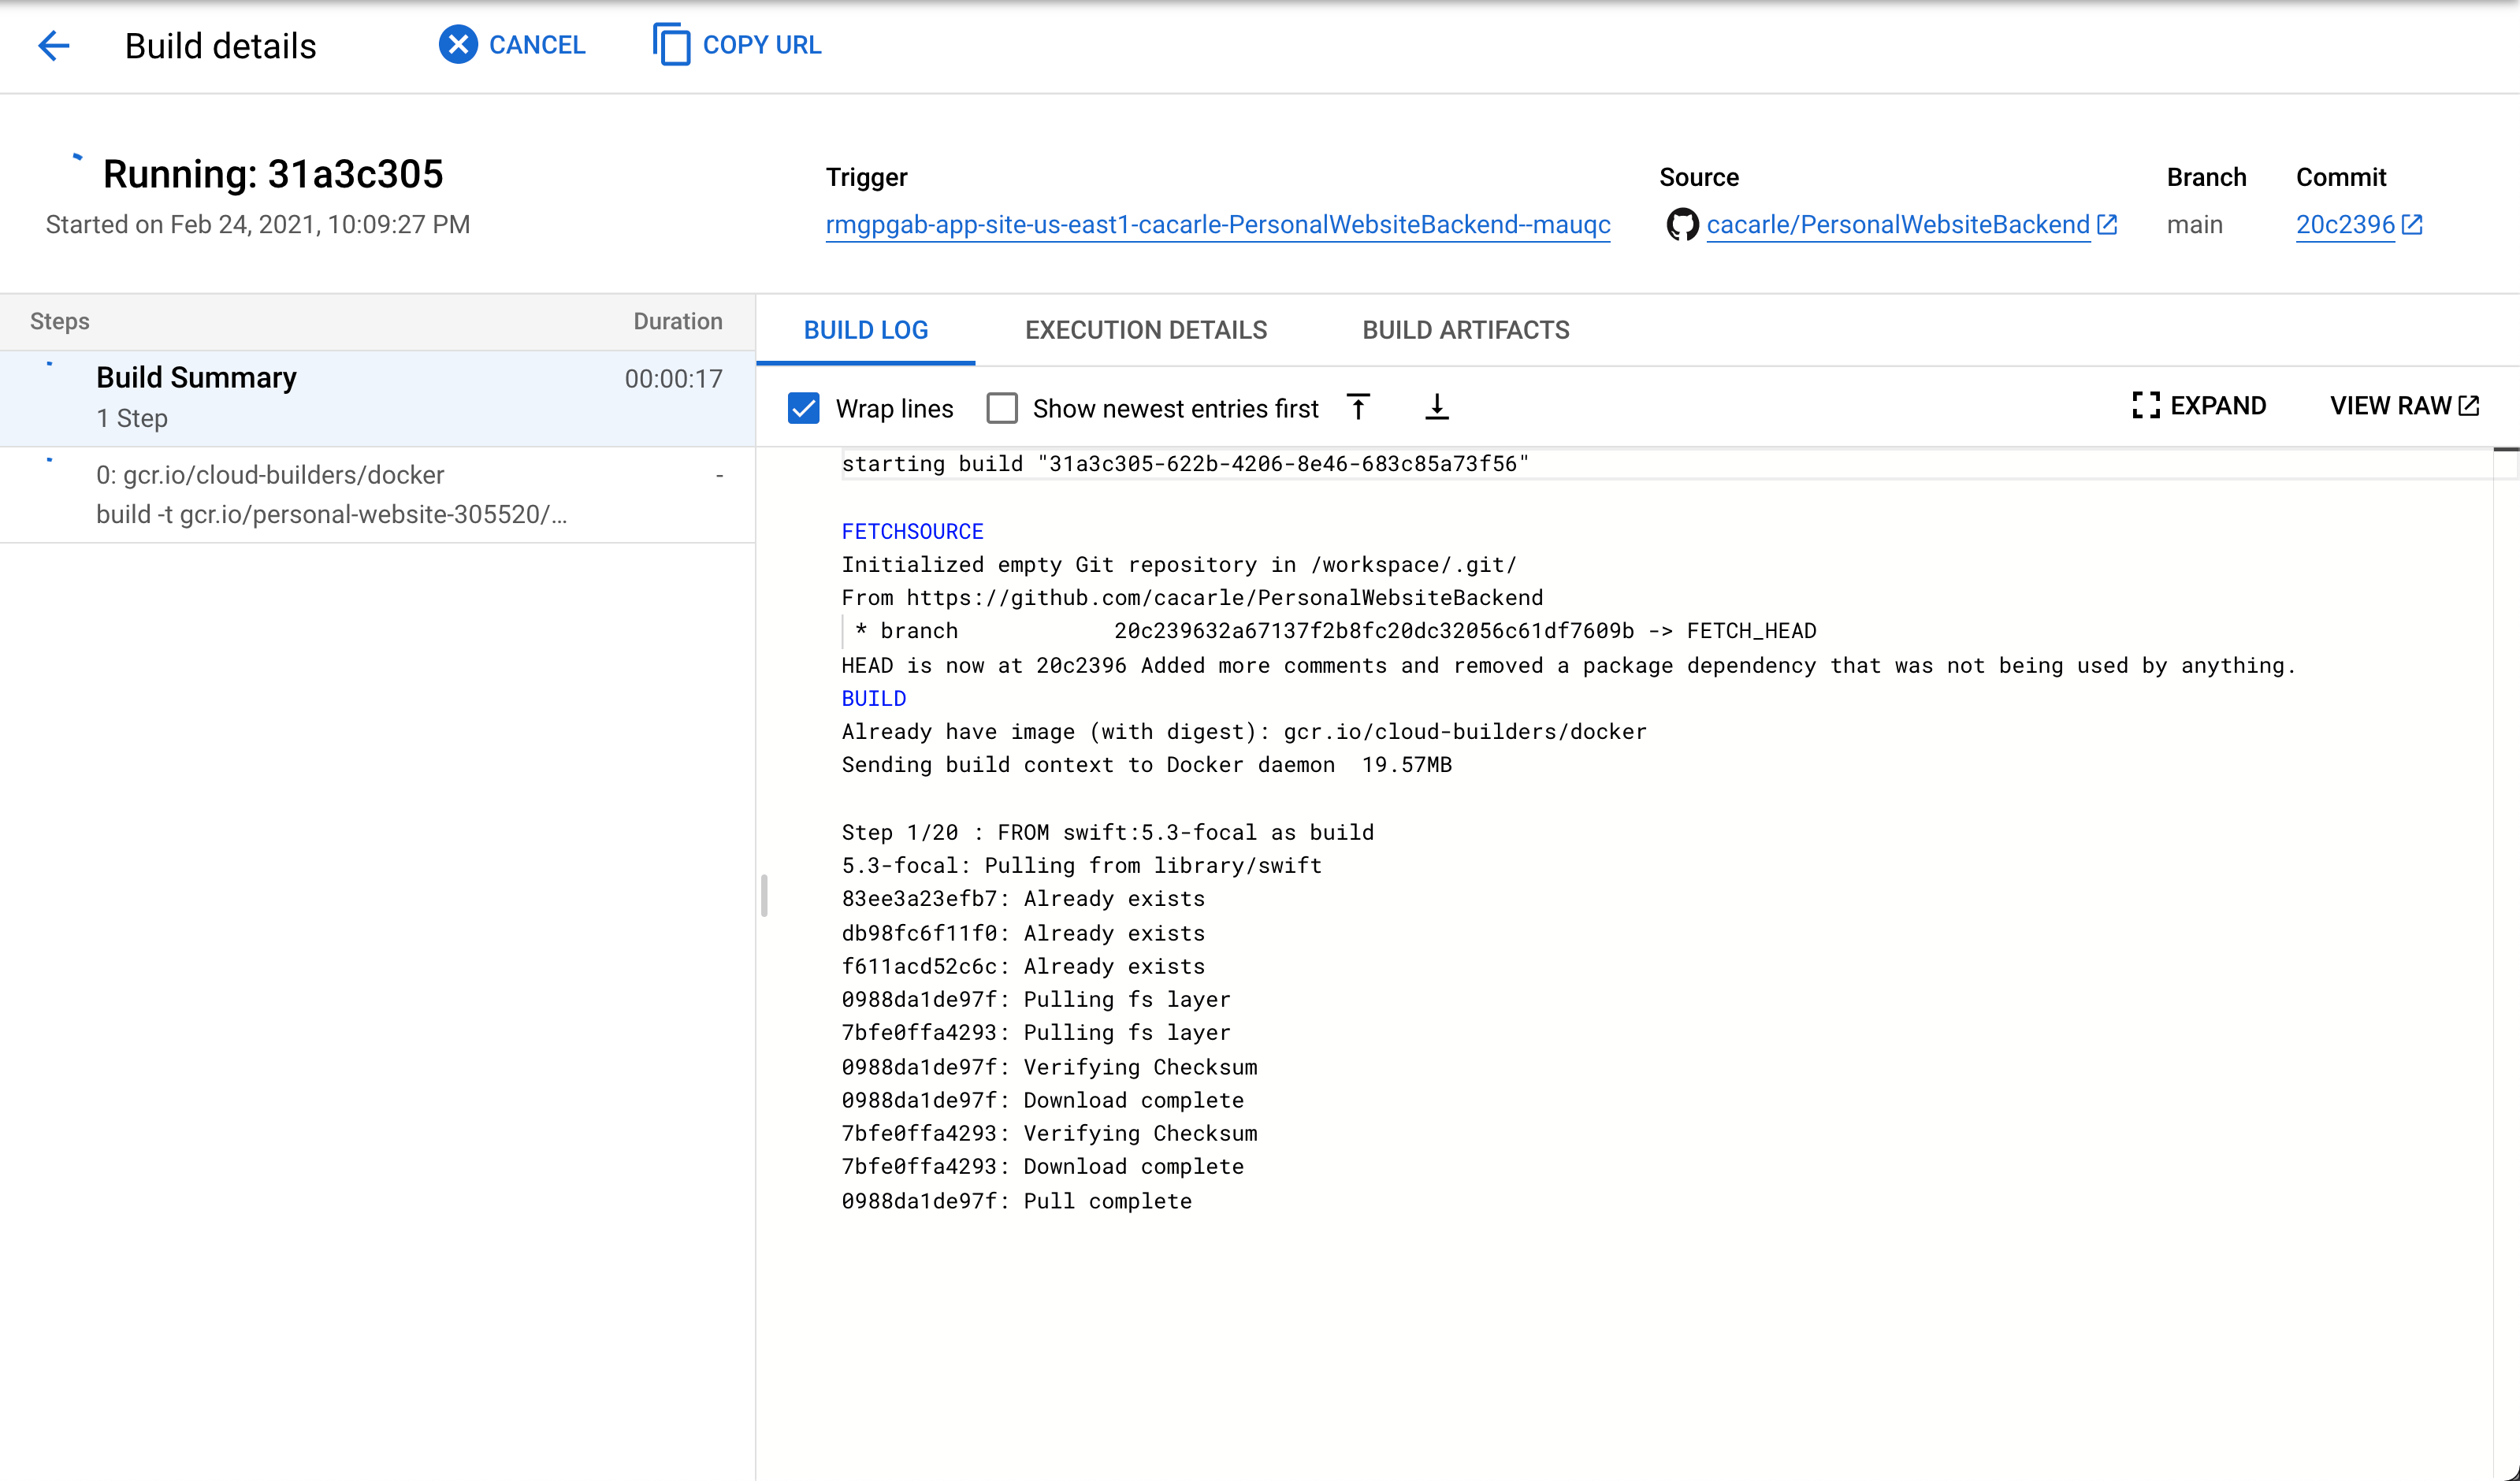 Build details
CANCEL
COPY URL
Running: 31a3c305
Started on Feb 24, 2021, 10:09:27 PM
Trigger
rmgpgab-app-site-us-east1-cacarle-PersonalWebsiteBackend--mauqc
Source
cacarle/PersonalWebsiteBackend
Branch
main
Commit
20c2396
Steps
Duration
Build Summary
00:00:17
1 Step
0: gcr.io/cloud-builders/docker
-
build -t gcr.io/personal-website-305520/...
BUILD LOG
EXECUTION DETAILS
BUILD ARTIFACTS
Wrap lines
Show newest entries first
EXPAND
VIEW RAW
starting build "31a3c305-622b-4206-8e46-683c85a73f56"
FETCHSOURCE
Initialized empty Git repository in /workspace/.git/
From https://github.com/cacarle/PersonalWebsiteBackend
* branch            20c239632a67137f2b8fc20dc32056c61df7609b -> FETCH_HEAD
HEAD is now at 20c2396 Added more comments and removed a package dependency that was not being used by anything.
BUILD
Already have image (with digest): gcr.io/cloud-builders/docker
Sending build context to Docker daemon  19.57MB
Step 1/20 : FROM swift:5.3-focal as build
5.3-focal: Pulling from library/swift
83ee3a23efb7: Already exists
db98fc6f11f0: Already exists
f611acd52c6c: Already exists
0988da1de97f: Pulling fs layer
7bfe0ffa4293: Pulling fs layer
0988da1de97f: Verifying Checksum
0988da1de97f: Download complete
7bfe0ffa4293: Verifying Checksum
7bfe0ffa4293: Download complete
0988da1de97f: Pull complete